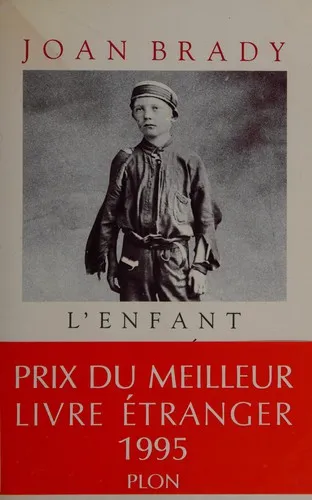 JOAN BRADY
L'ENFANT
PRIX DU MEILLEUR
LIVRE ÉTRANGER
1995
PLON